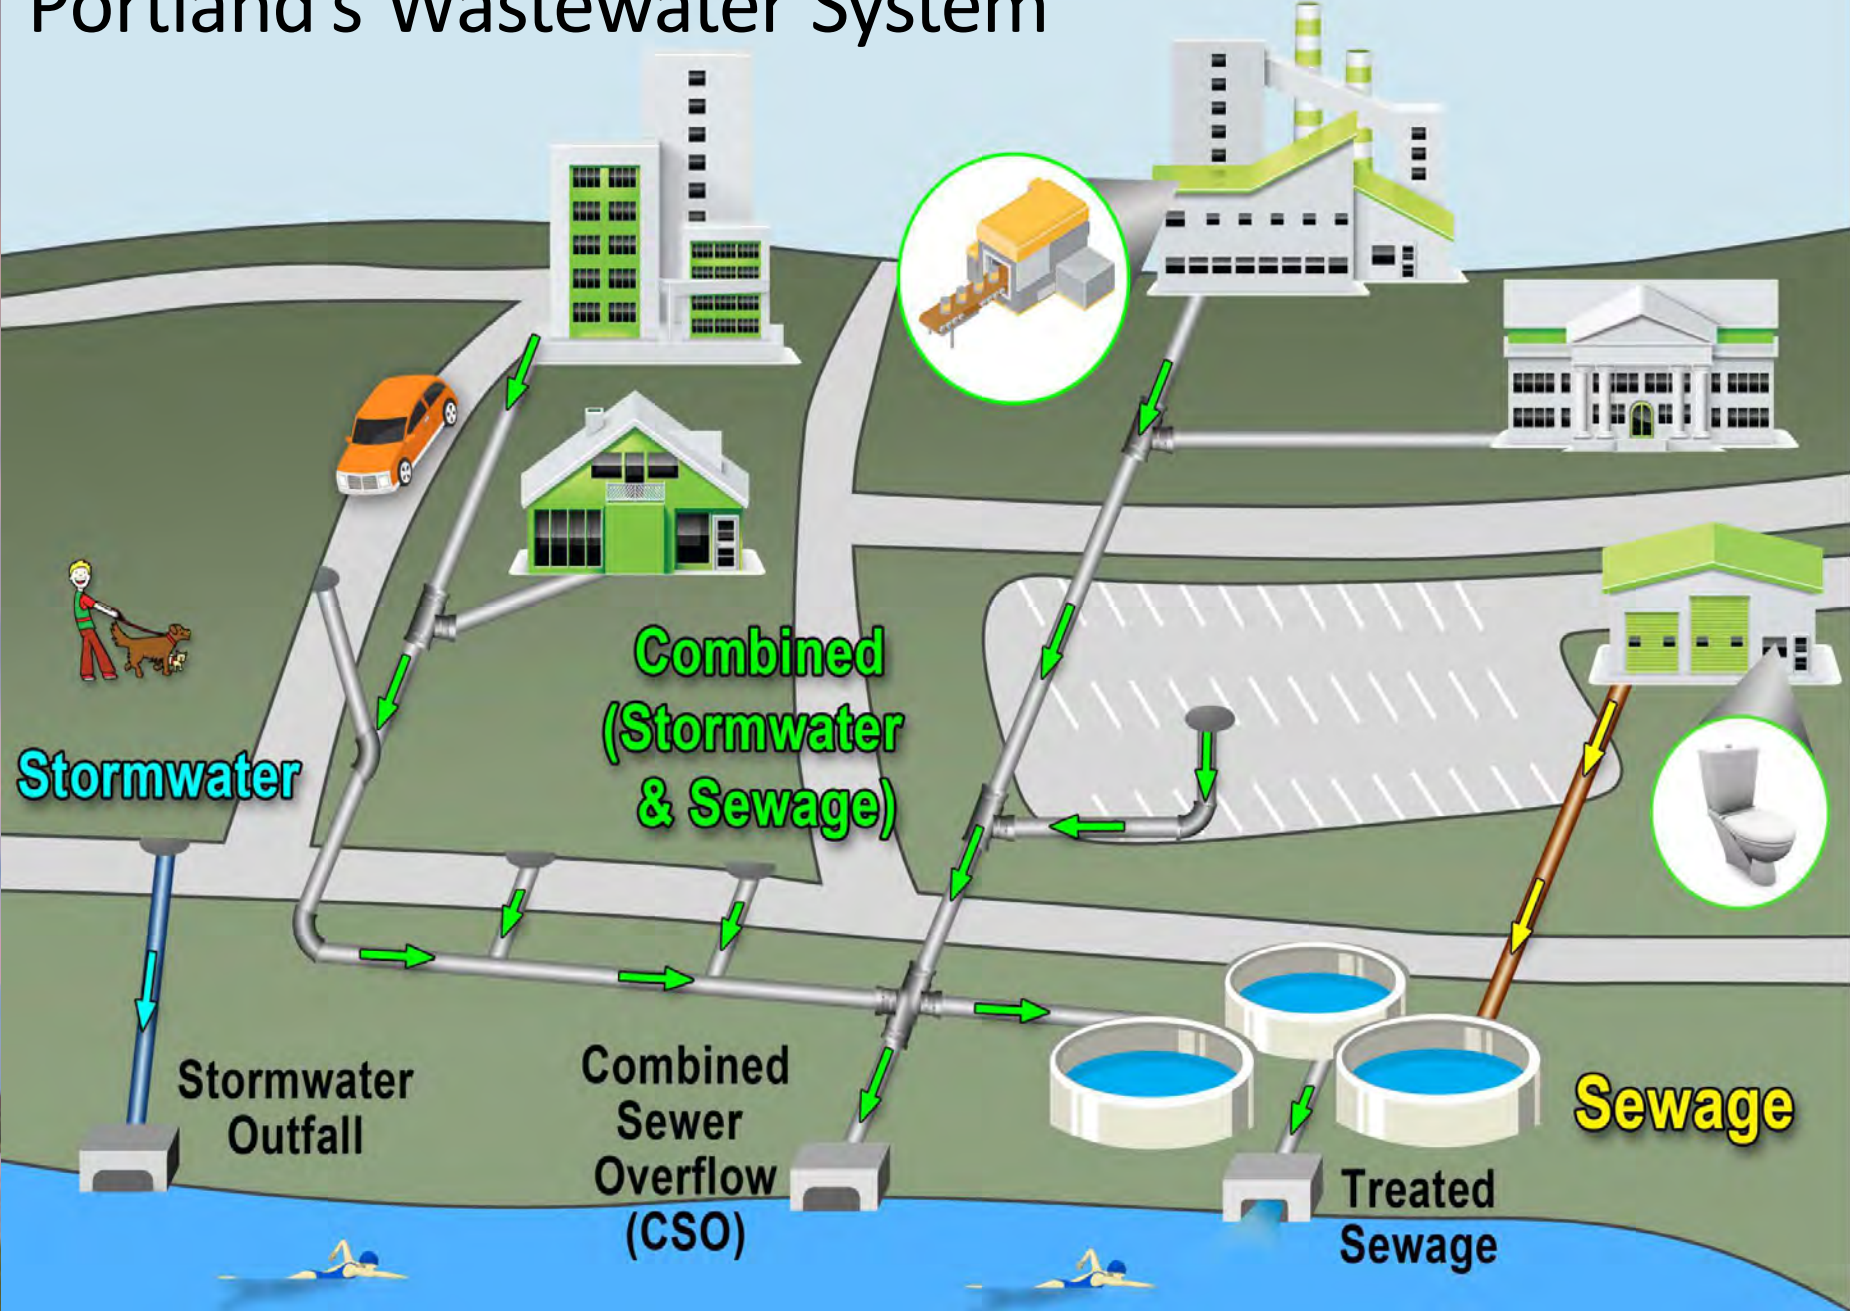 Portland's Wastewater System
Combined
(Stormwater
& Sewage)
Stormwater
Stormwater
Outfall
Combined
Sewer
Overflow
(CSO)
Sewage
Treated
Sewage